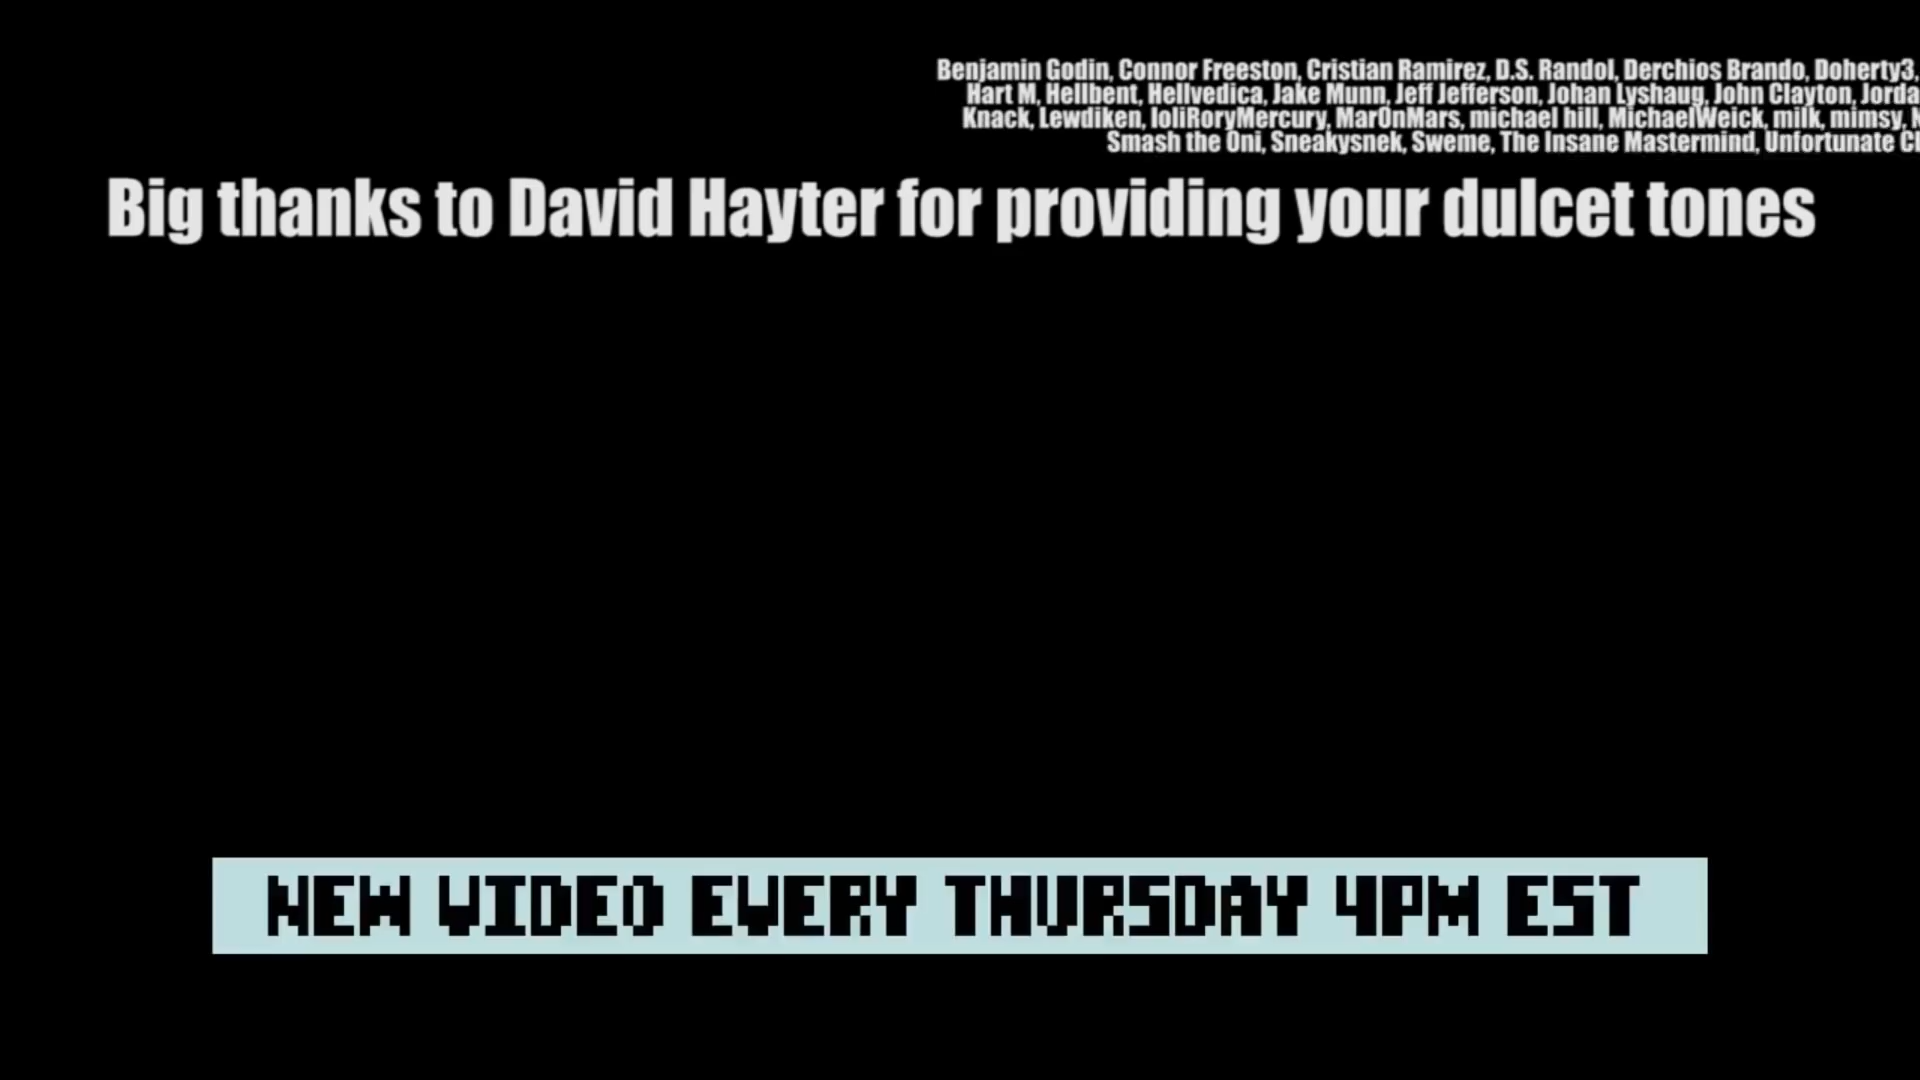 Benjamin Godin, Connor Freeston, Cristian Ramirez, D.S. Randol, Derchios Brando, Doherty3,
Hart M, Hellbent, Hellvedica, Jake Munn, Jeff Jefferson, Johan Lyshaug, John Clayton, Jorda
Knack, Lewdiken, loliRoryMercury, MarOnMars, michael hill, MichaelWeick, milk, mimsy,
Smash the Oni, Sneakysnek, Sweme, The Insane Mastermind, Unfortunate
Big thanks to David Hayter for providing your dulcet tones
NEW VIDEO EVERY THURSDAY 4PM EST